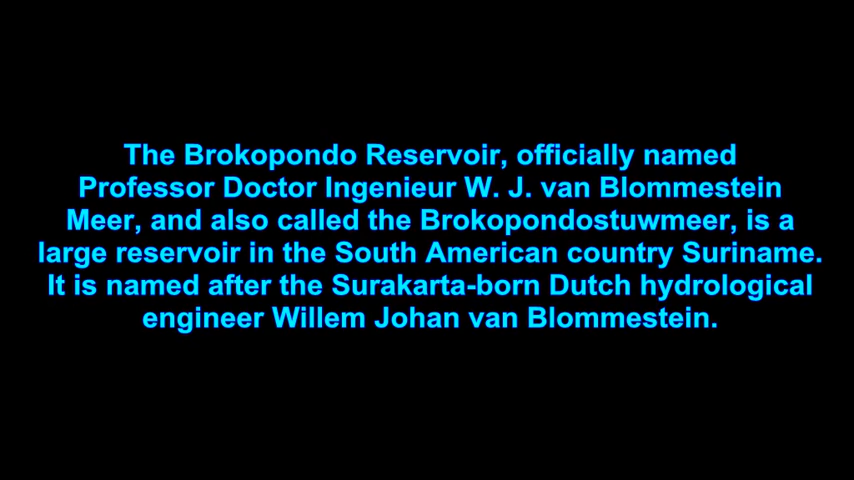 The Brokopondo Reservoir, officially named
Professor Doctor Ingenieur W. J. van Blommestein
Meer, and also called the Brokopondostuwmeer, is a
large reservoir in the South American country Suriname.
It is named after the Surakarta-born Dutch hydrological
engineer Willem Johan van Blommestein.